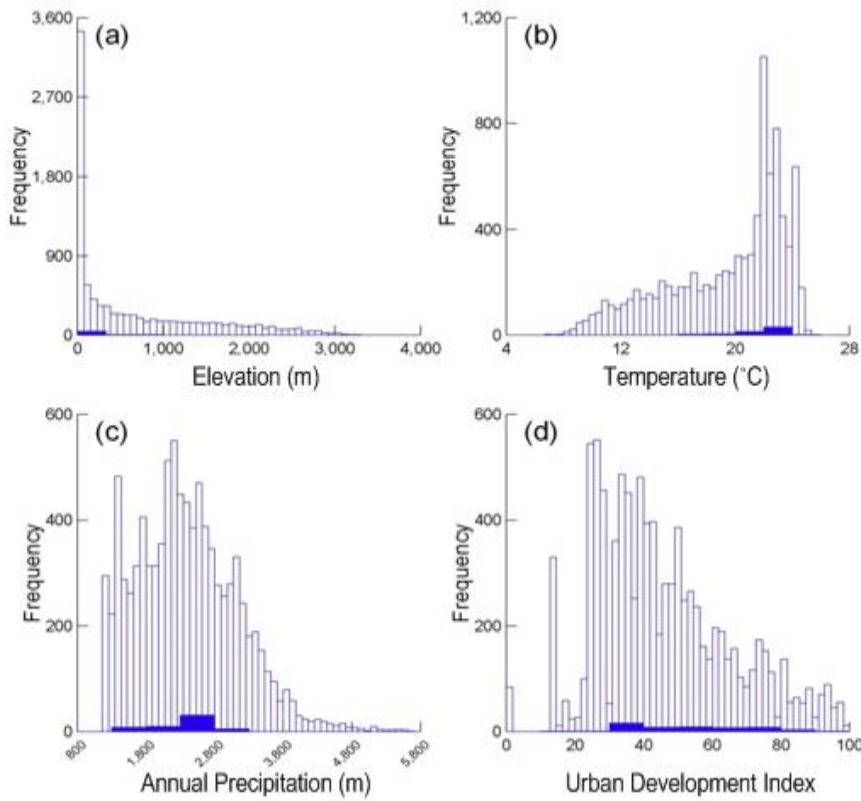 (a)
3,600
2,700
1,800
900
0
Frequency
0 1,000 2,000 3,000 4,000
Elevation (m)
(b)
1,200
800
400
0
Frequency
4 12 20 28
Temperature (°C)
(c)
600
400
200
0
Frequency
800 1,800 2,800 3,800 4,800 5,800
Annual Precipitation (m)
(d)
600
400
200
0
Frequency
0 20 40 60 80 100
Urban Development Index